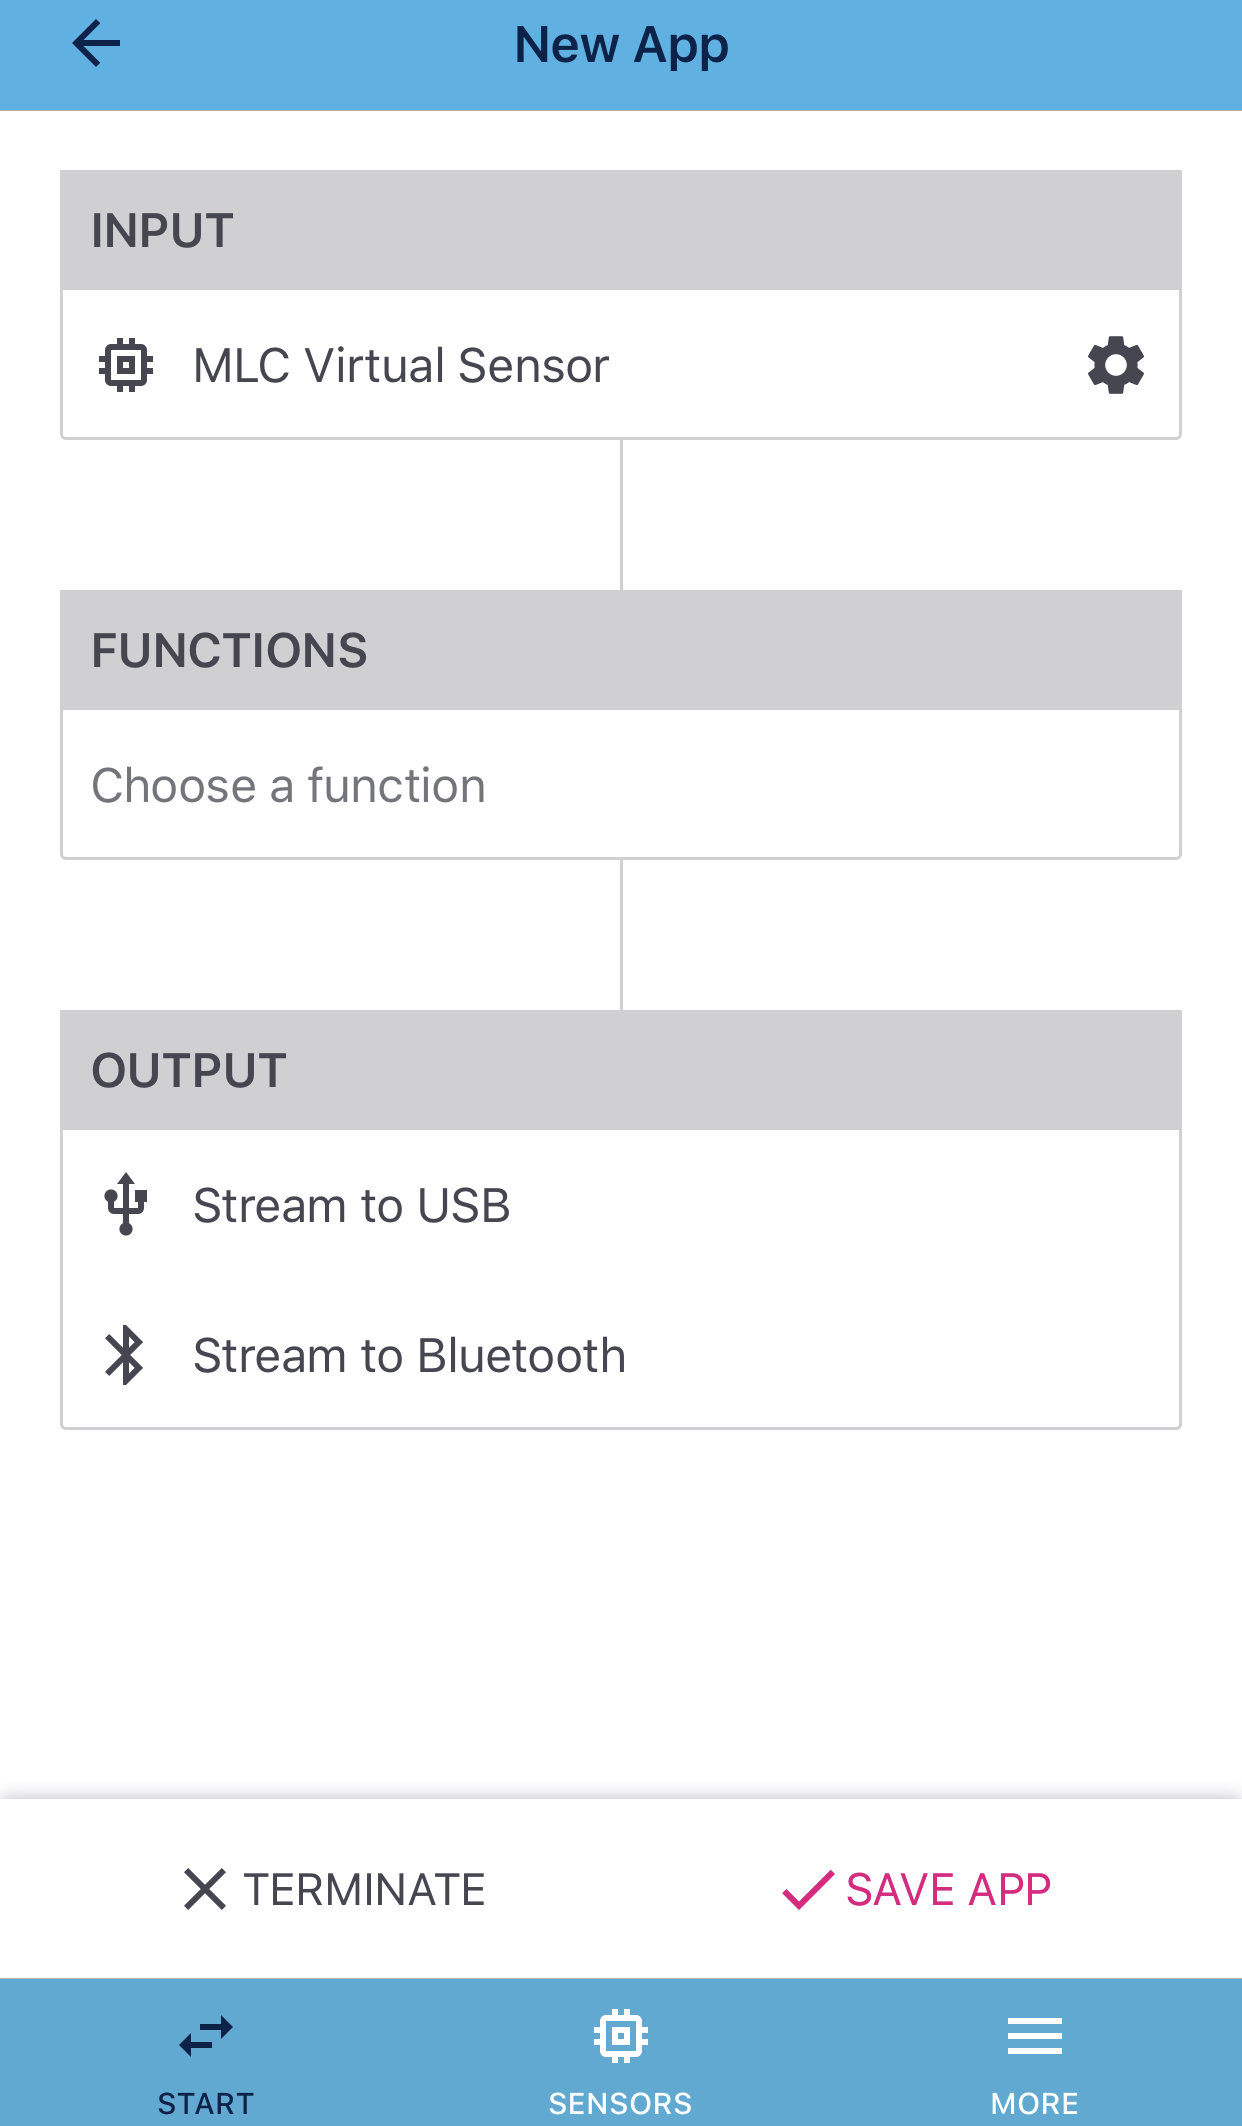 New App
INPUT
MLC Virtual Sensor
FUNCTIONS
Choose a function
OUTPUT
Stream to USB
Stream to Bluetooth
TERMINATE
SAVE APP
START
SENSORS
MORE